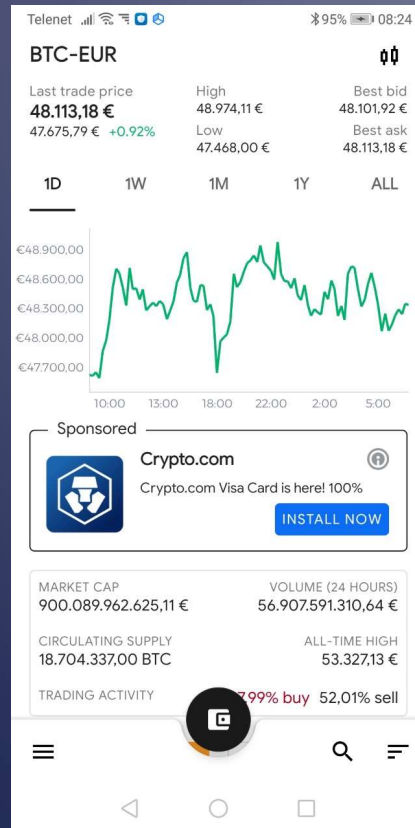 Telenet 95% 08:24
BTC-EUR
Last trade price High Best bid
48.113,18 € 48.974,11 € 48.101,92 €
47.675,79 € +0.92% Low Best ask
47.468,00 € 48.113,18 €
1D 1W 1M 1Y ALL
€48.900,00
€48.600,00
€48.300,00
€48.000,00
€47.700,00
10:00 13:00 18:00 22:00 2:00 5:00
Sponsored
Crypto.com
Crypto.com Visa Card is here! 100%
INSTALL NOW
MARKET CAP VOLUME (24 HOURS)
900.089.962.625,11 € 56.907.591.310,64 €
CIRCULATING SUPPLY ALL-TIME HIGH
18.704.337,00 BTC 53.327,13 €
TRADING ACTIVITY 7.99% buy 52,01% sell